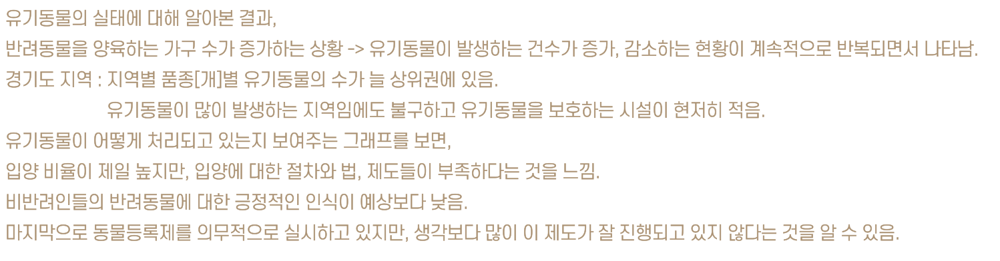 유기동물의 실태에 대해 알아본 결과,
반려동물을 양육하는 가구 수가 증가하는 상황 -> 유기동물이 발생하는 건수가 증가, 감소하는 현황이 계속적으로 반복되면서 나타남.
경기도 지역 : 지역별 품종[개]별 유기동물의 수가 늘 상위권에 있음.
유기동물이 많이 발생하는 지역임에도 불구하고 유기동물을 보호하는 시설이 현저히 적음.
유기동물이 어떻게 처리되고 있는지 보여주는 그래프를 보면,
입양 비율이 제일 높지만, 입양에 대한 절차와 법, 제도들이 부족하다는 것을 느낌.
비반려인들의 반려동물에 대한 긍정적인 인식이 예상보다 낮음.
마지막으로 동물등록제를 의무적으로 실시하고 있지만, 생각보다 많이 이 제도가 잘 진행되고 있지 않다는 것을 알 수 있음.